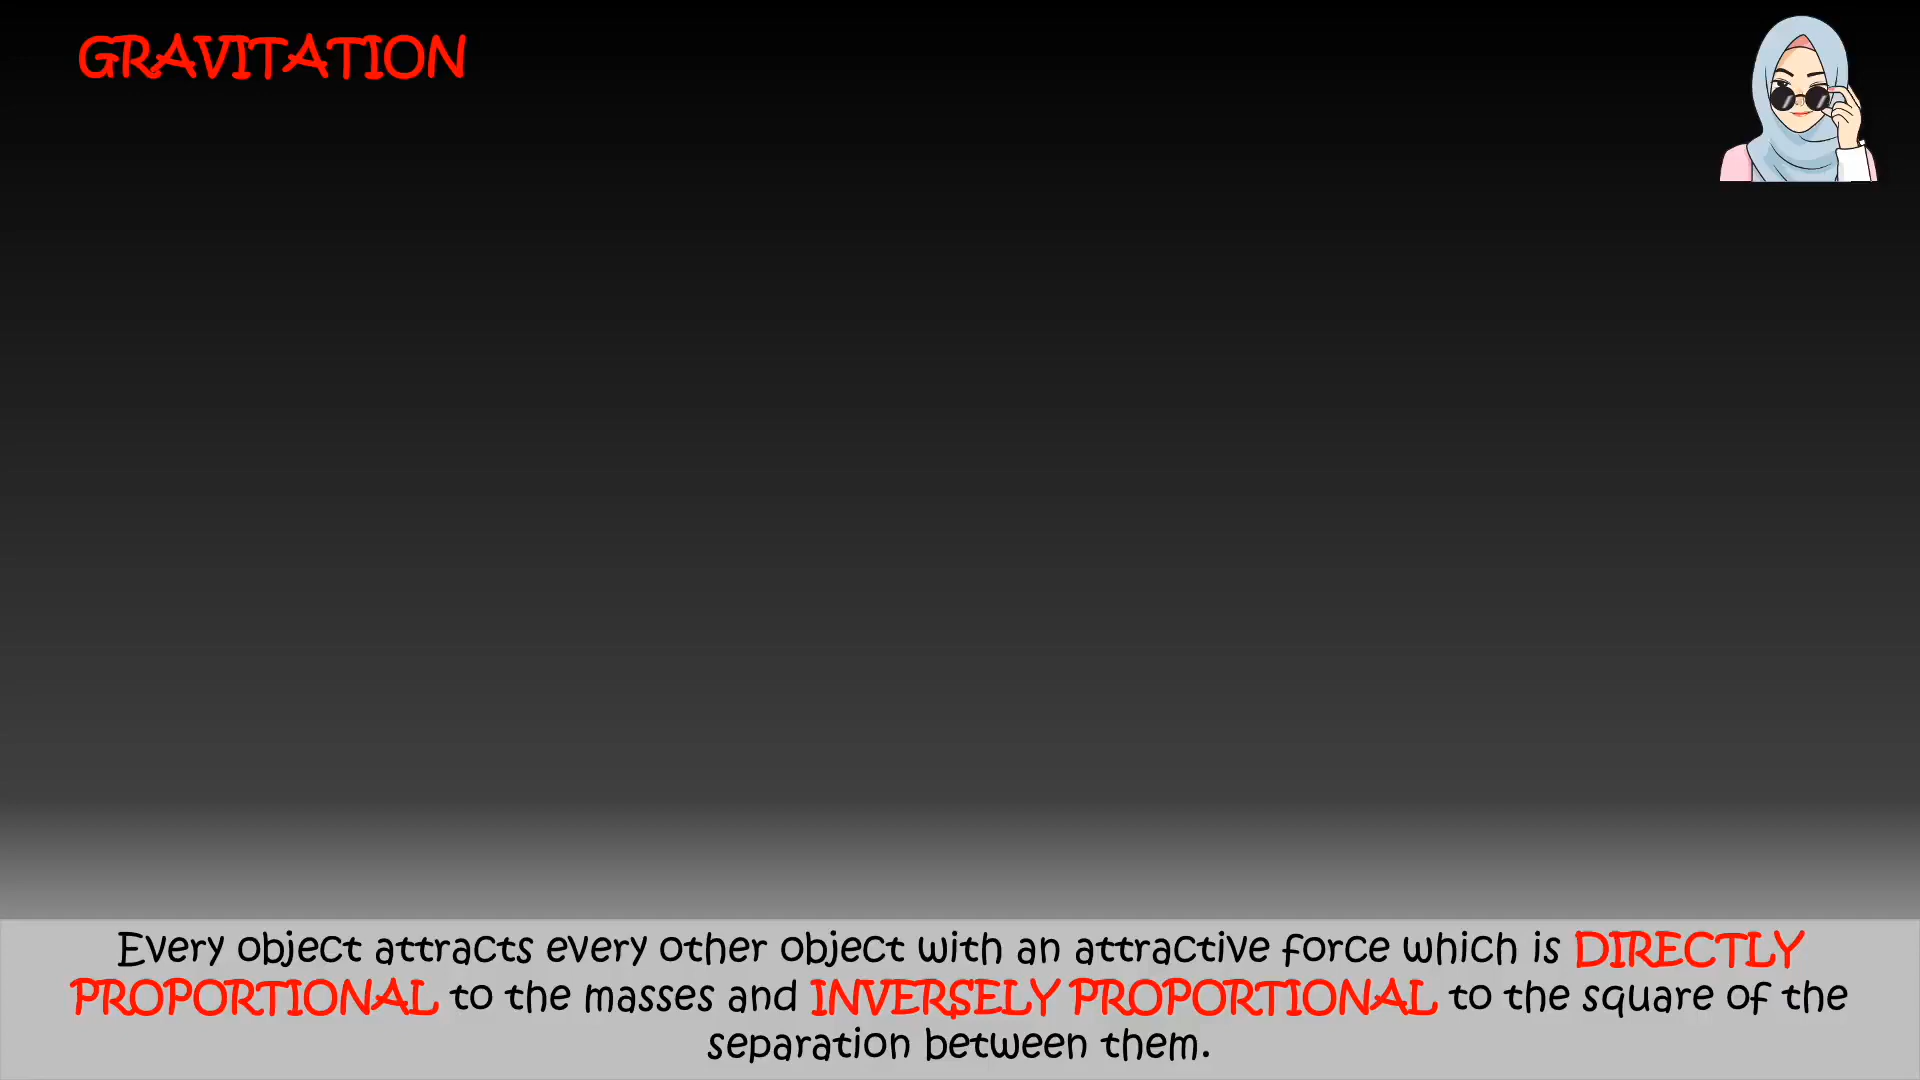 GRAVITATION
Every object attracts every other object with an attractive force which is DIRECTLY
PROPORTIONAL to the masses and INVERSELY PROPORTIONAL to the square of the
separation between them.